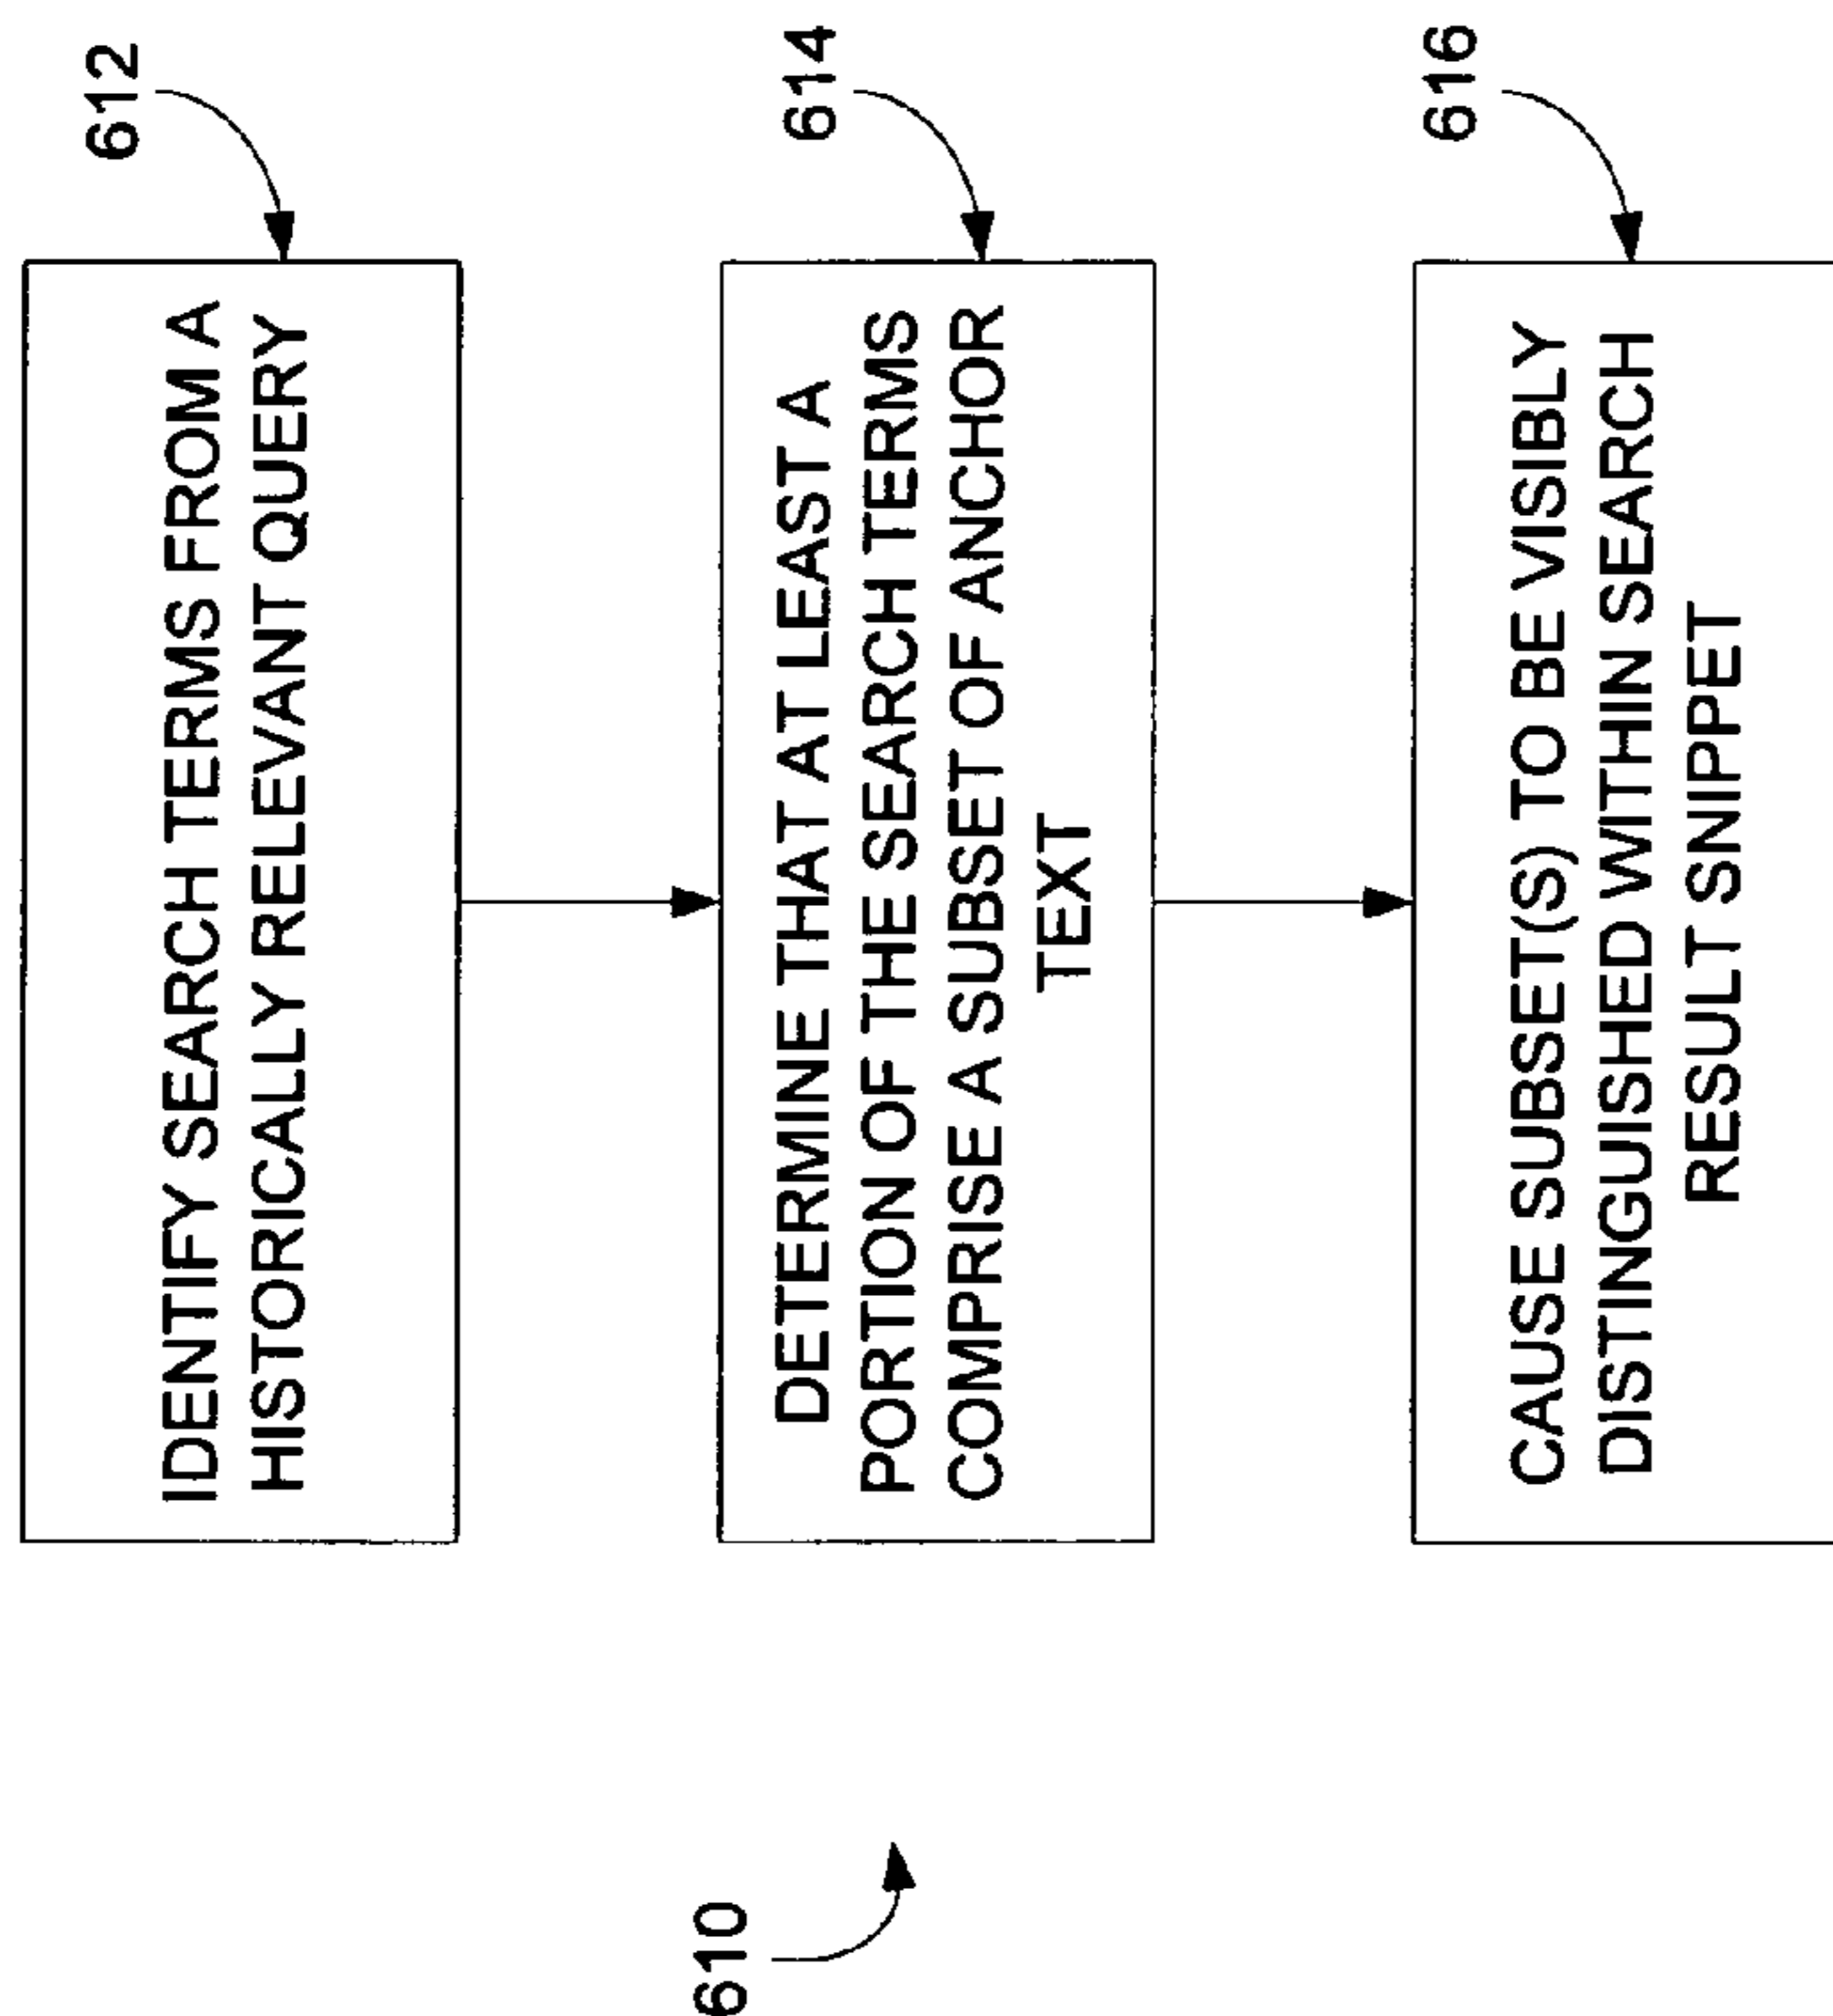 610
612
IDENTIFY SEARCH TERMS FROM A
HISTORICALLY RELEVANT QUERY
614
DETERMINE THAT AT LEAST A
PORTION OF THE SEARCH TERMS
COMPRISE A SUBSET OF ANCHOR
TEXT
616
CAUSE SUBSET(S) TO BE VISIBLY
DISTINGUISHED WITHIN SEARCH
RESULT SNIPPET